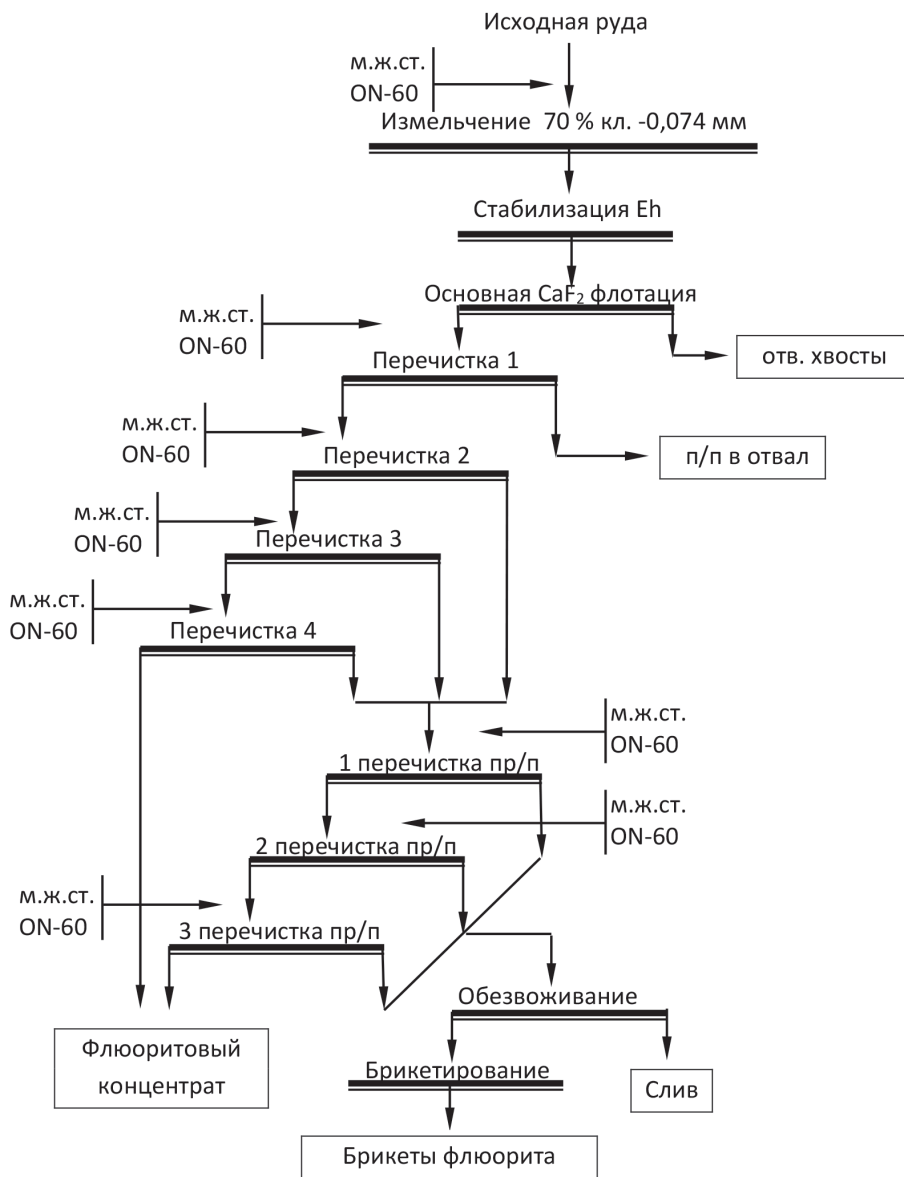 Исходная руда
м.ж.ст.
ON-60
Измельчение 70 % кл. -0,074 мм
Стабилизация Eh
Основная CaF₂ флотация
м.ж.ст.
ON-60
отв. хвосты
Перечистка 1
м.ж.ст.
ON-60
п/п в отвал
Перечистка 2
м.ж.ст.
ON-60
Перечистка 3
м.ж.ст.
ON-60
Перечистка 4
м.ж.ст.
ON-60
1 перечистка пр/п
м.ж.ст.
ON-60
2 перечистка пр/п
м.ж.ст.
ON-60
3 перечистка пр/п
Обезвоживание
Флюоритовый
концентрат
Брикетирование
Слив
Брикеты флюорита